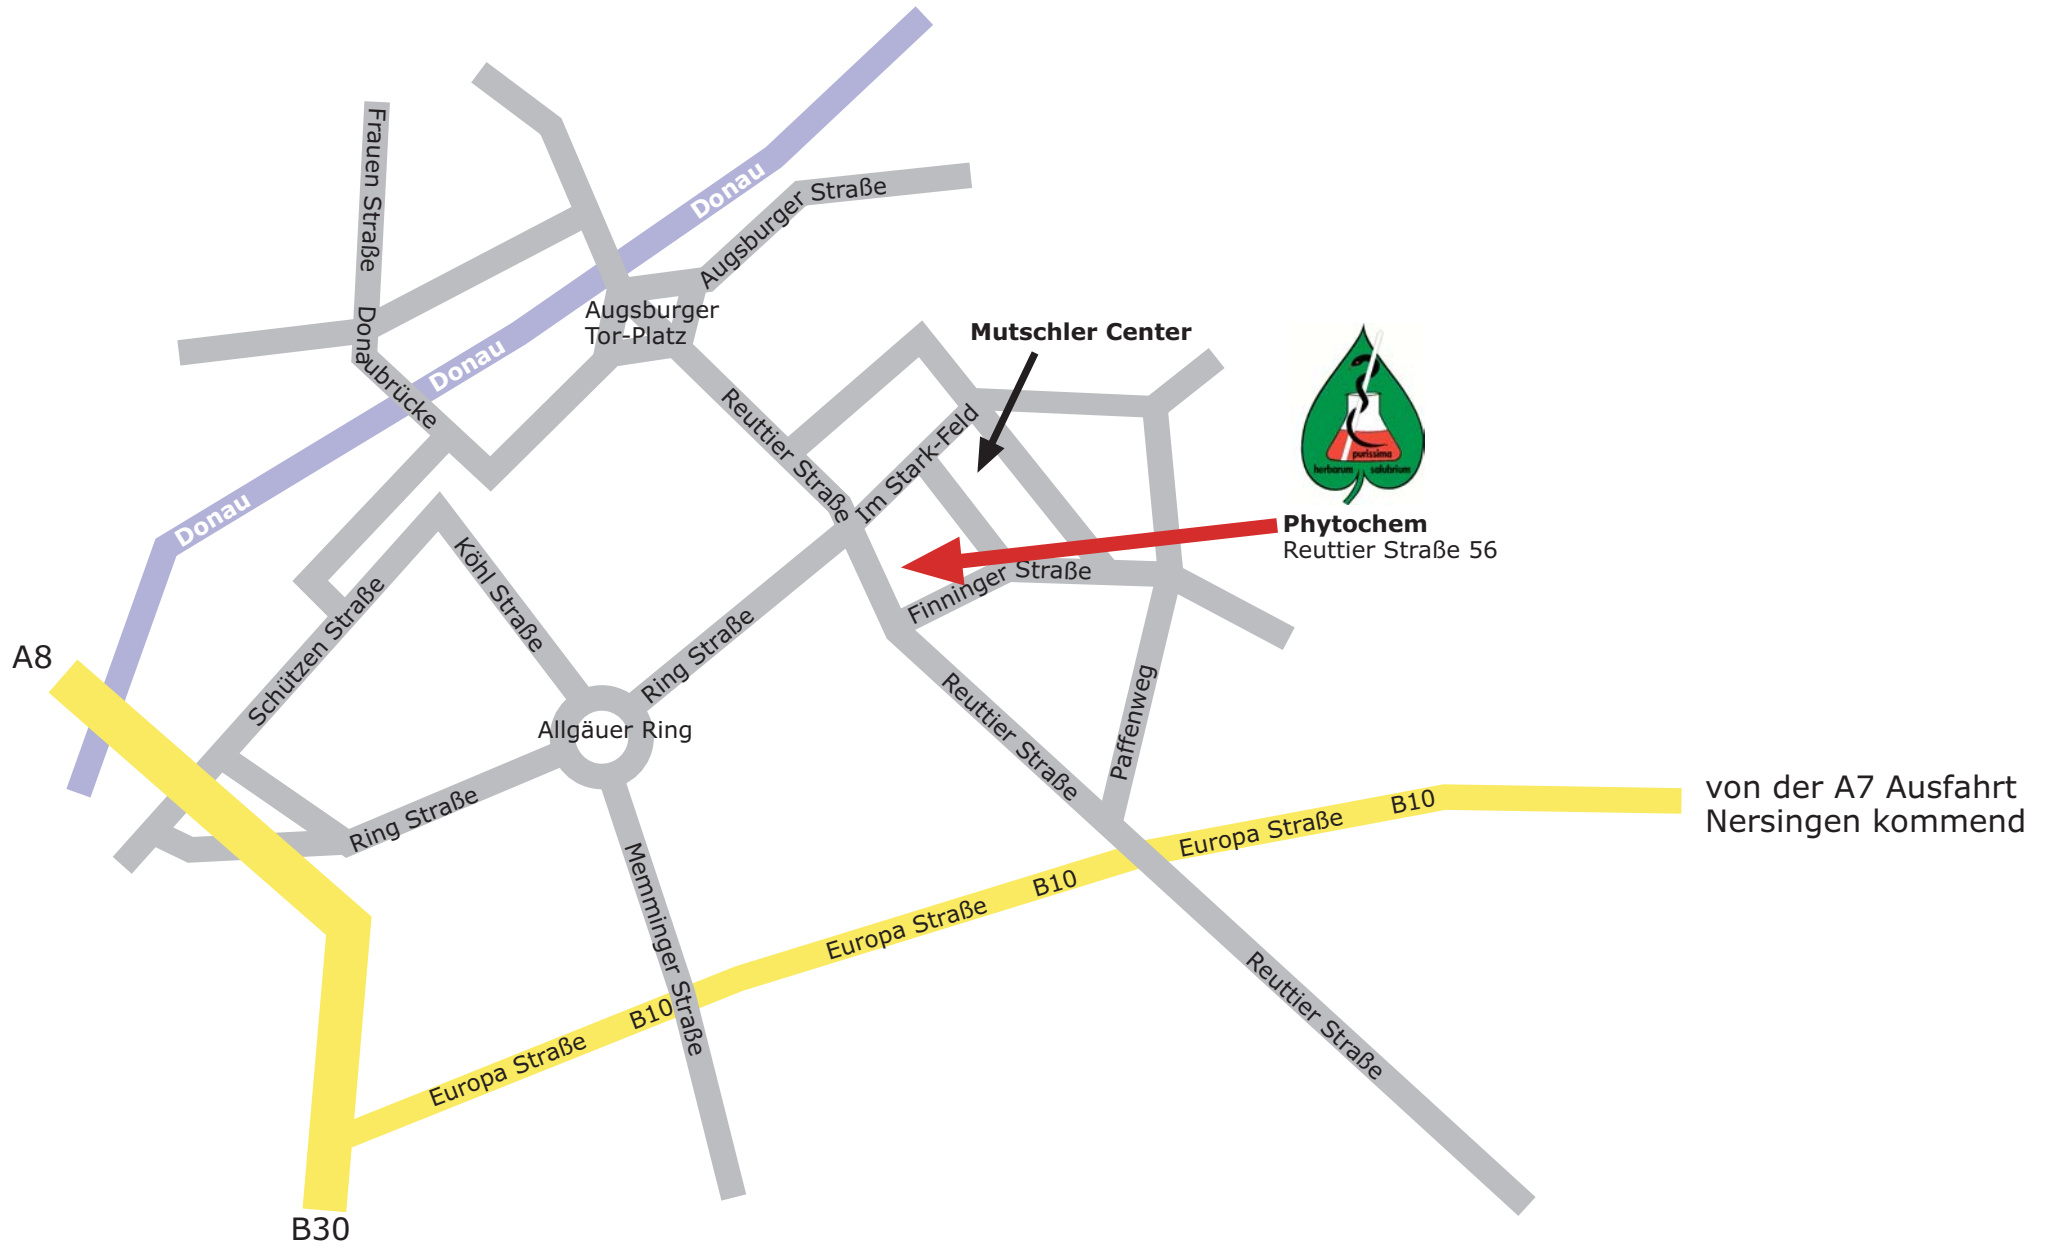 Frauen Straße
Donau
Augsburger Straße
Augsburger
Tor-Platz
Donaubrücke
Donau
Mutschler Center
Reuttier Straße
Im Stark-Feld
herbarum purissima salubrium
Phytochem
Reuttier Straße 56
Donau
Köhl Straße
Finninger Straße
Schützen Straße
Ring Straße
A8
Reuttier Straße
Paffenweg
Allgäuer Ring
Ring Straße
von der A7 Ausfahrt
Nersingen kommend
Europa Straße B10
Memminger Straße
Europa Straße B10
Reuttier Straße
Europa Straße B10
B30